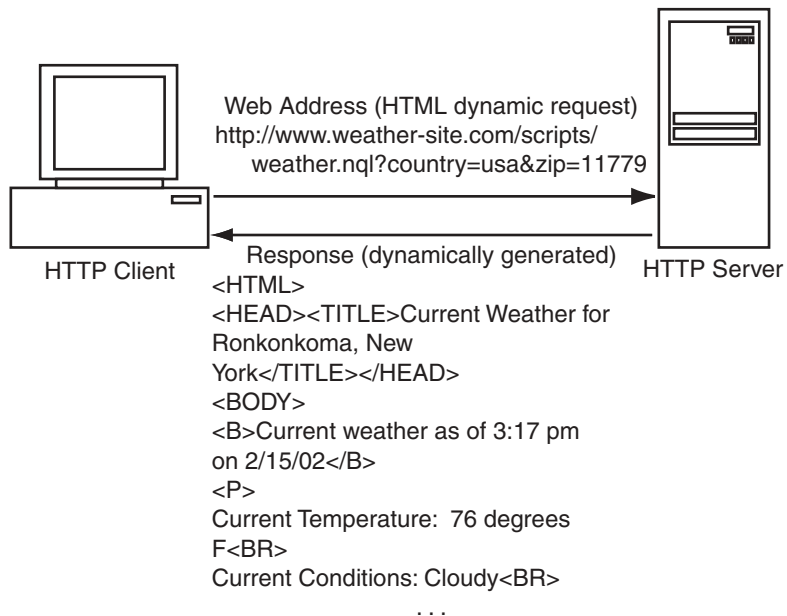 Web Address (HTML dynamic request)
http://www.weather-site.com/scripts/
weather.nql?country=usa&zip=11779
HTTP Client
Response (dynamically generated)
HTTP Server
<HTML>
<HEAD><TITLE>Current Weather for
Ronkonkoma, New
York</TITLE></HEAD>
<BODY>
<B>Current weather as of 3:17 pm
on 2/15/02</B>
<P>
Current Temperature:  76 degrees
F<BR>
Current Conditions: Cloudy<BR>
...